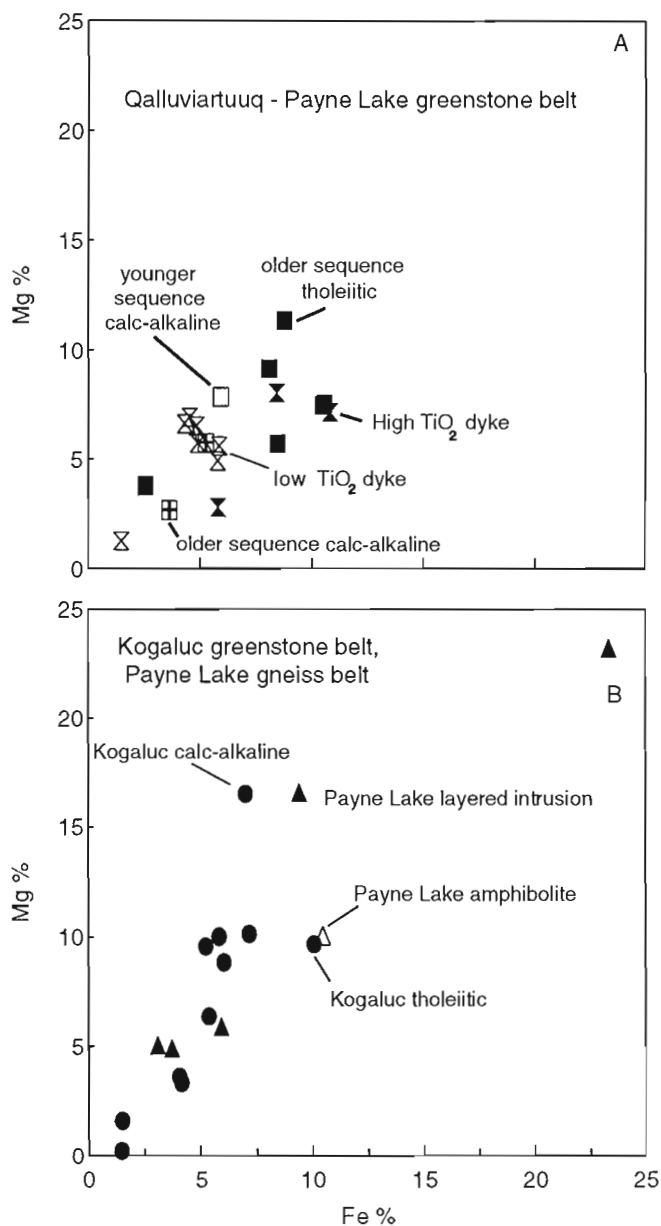 25
A
Qalluviartuuq - Payne Lake greenstone belt
20
15
older sequence
tholeiitic
younger
sequence
calc-alkaline
Mg %
10
High TiO2 dyke
5
low TiO2 dyke
older sequence calc-alkaline
0
25
Kogaluc greenstone belt,
Payne Lake gneiss belt
B
20
Kogaluc calc-alkaline
15
Payne Lake layered intrusion
Payne Lake amphibolite
Mg %
10
Kogaluc tholeiitic
5
0
0 5 10 15 20 25
Fe %